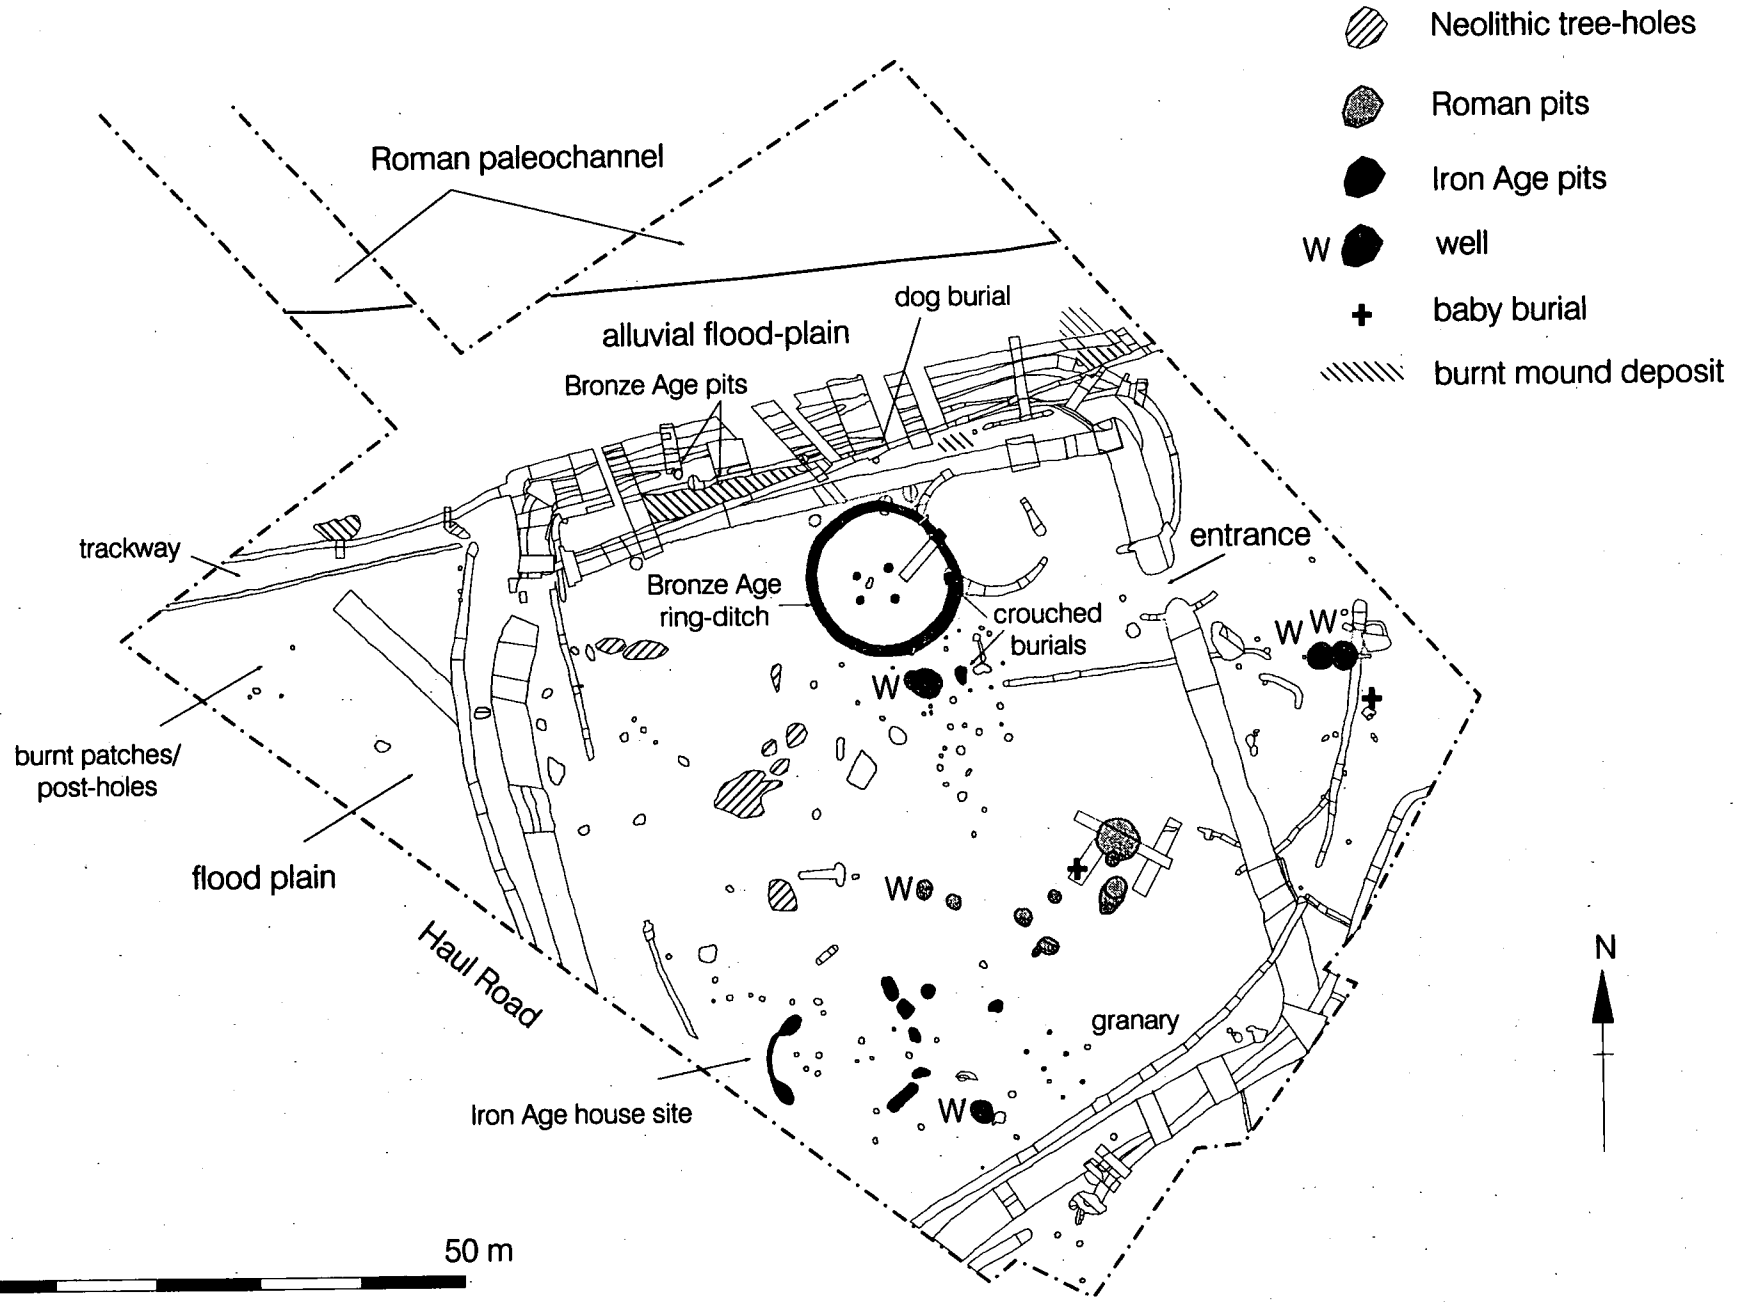 Neolithic tree-holes
Roman pits
Iron Age pits
W well
baby burial
burnt mound deposit
Roman paleochannel
dog burial
alluvial flood-plain
Bronze Age pits
trackway
entrance
Bronze Age
ring-ditch
crouched
burials
W W
W
burnt patches/
post-holes
flood plain
W
Haul Road
N
granary
Iron Age house site
W
50 m